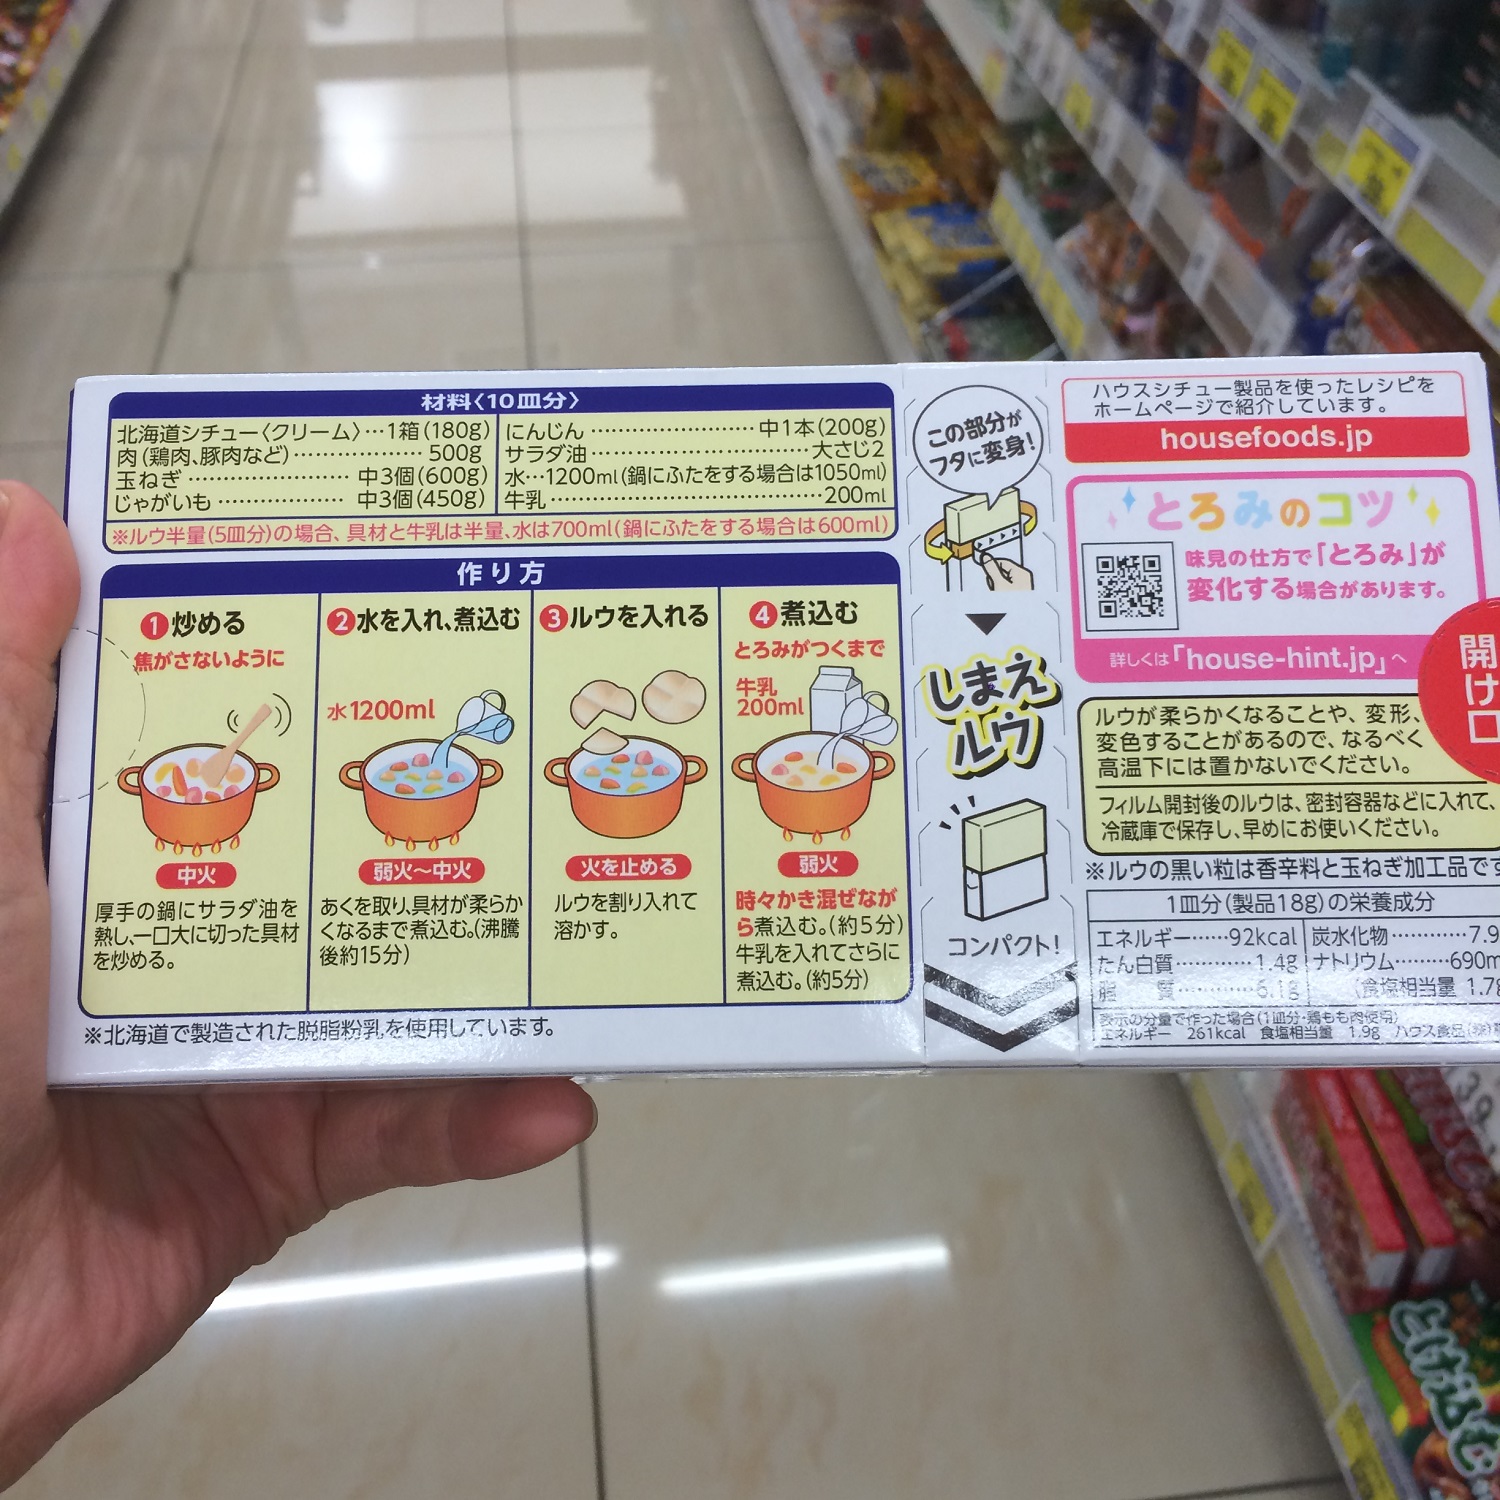 材料〈10皿分〉
北海道シチュー〈クリーム〉…1箱(180g)
肉(鶏肉、豚肉など)……500g
玉ねぎ……中3個(600g)
じゃがいも……中3個(450g)
にんじん……中1本(200g)
サラダ油……大さじ2
水…1200ml(鍋にふたをする場合は1050ml)
牛乳……200ml
※ルウ半量(5皿分)の場合、具材と牛乳は半量、水は700ml(鍋にふたをする場合は600ml)
作り方
1炒める
焦がさないように
中火
厚手の鍋にサラダ油を
熱し、一口大に切った具材
を炒める。
2水を入れ、煮込む
水1200ml
弱火〜中火
あくを取り、具材が柔らか
くなるまで煮込む。(沸騰
後約15分)
3ルウを入れる
火を止める
ルウを割り入れて
溶かす。
4煮込む
とろみがつくまで
牛乳
200ml
弱火
時々かき混ぜなが
ら煮込む。(約5分)
牛乳を入れてさらに
煮込む。(約5分)
※北海道で製造された脱脂粉乳を使用しています。
この部分が
フタに変身!
しまえ
ルウ
コンパクト!
ハウスシチュー製品を使ったレシピを
ホームページで紹介しています。
housefoods.jp
とろみのコツ
味見の仕方で「とろみ」が
変化する場合があります。
詳しくは「house-hint.jp」へ
開け口
ルウが柔らかくなることや、変形、
変色することがあるので、なるべく
高温下には置かないでください。
フィルム開封後のルウは、密封容器などに入れて、
冷蔵庫で保存し、早めにお使いください。
※ルウの黒い粒は香辛料と玉ねぎ加工品です
1皿分(製品18g)の栄養成分
エネルギー……92kcal
たん白質……1.4g
脂質……6.1g
炭水化物……7.9
ナトリウム……690m
(食塩相当量 1.7g
表示の分量で作った場合(1皿分・鶏もも肉使用)
エネルギー 261kcal 食塩相当量 1.9g ハウス食品(株)